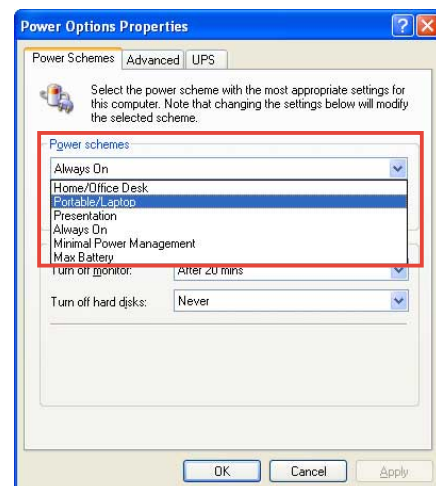 Power Options Properties
Power Schemes Advanced UPS
Select the power scheme with the most appropriate settings for
this computer. Note that changing the settings below will modify
the selected scheme.
Power schemes
Always On
Home/Office Desk
Portable/Laptop
Presentation
Always On
Minimal Power Management
Max Battery
Turn off monitor: After 20 mins
Turn off hard disks: Never
OK Cancel Apply